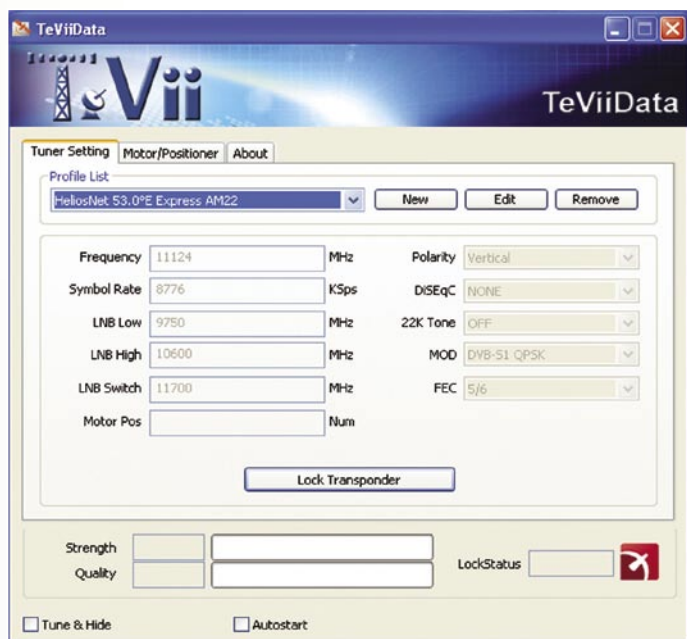 TeViiData
TeVii
TeViiData
Tuner Setting Motor/Positioner About
Profile List
HeliosNet 53.0°E Express AM22 New Edit Remove
Frequency 11124 MHz Polarity Vertical
Symbol Rate 8776 KSps DiSEqC NONE
LNB Low 9750 MHz 22K Tone OFF
LNB High 10600 MHz MOD DVB-S1 QPSK
LNB Switch 11700 MHz FEC 5/6
Motor Pos Num
Lock Transponder
Strength
Quality LockStatus
Tune & Hide Autostart